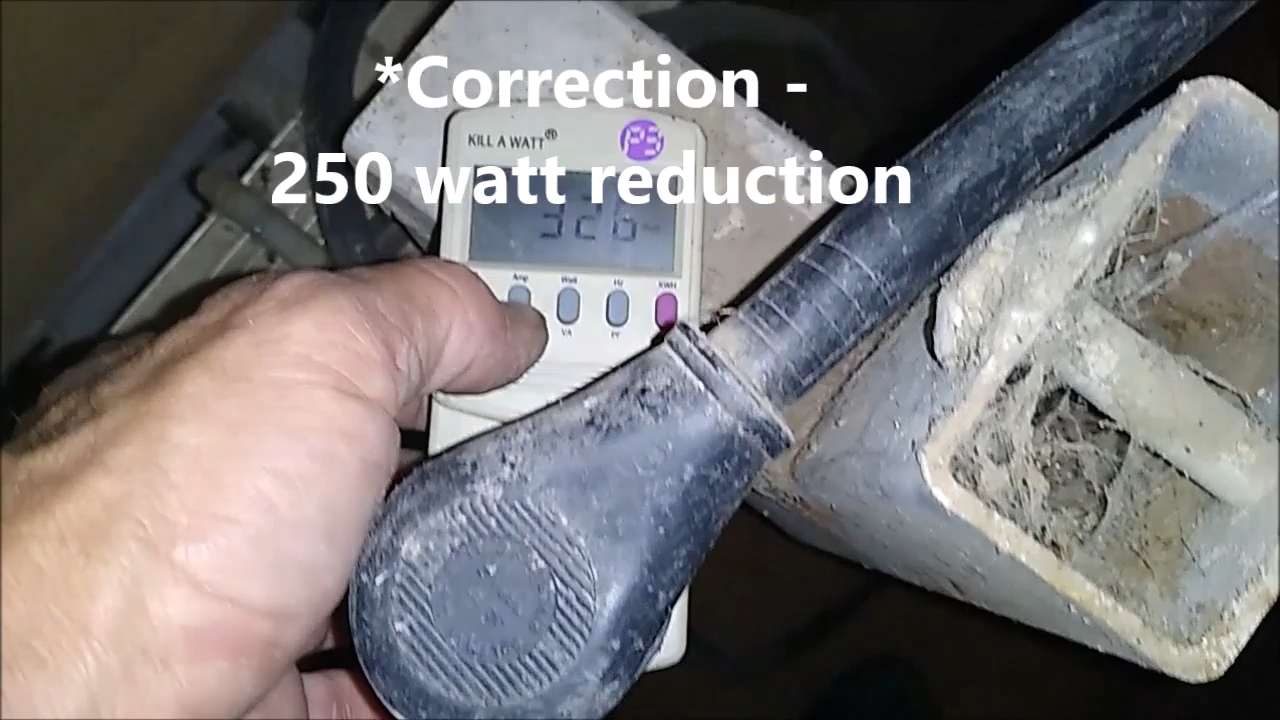 *Correction -
KILL A WATT
P3
250 watt reduction
326
Amp
Watt
Hz
KWH
VA
PF